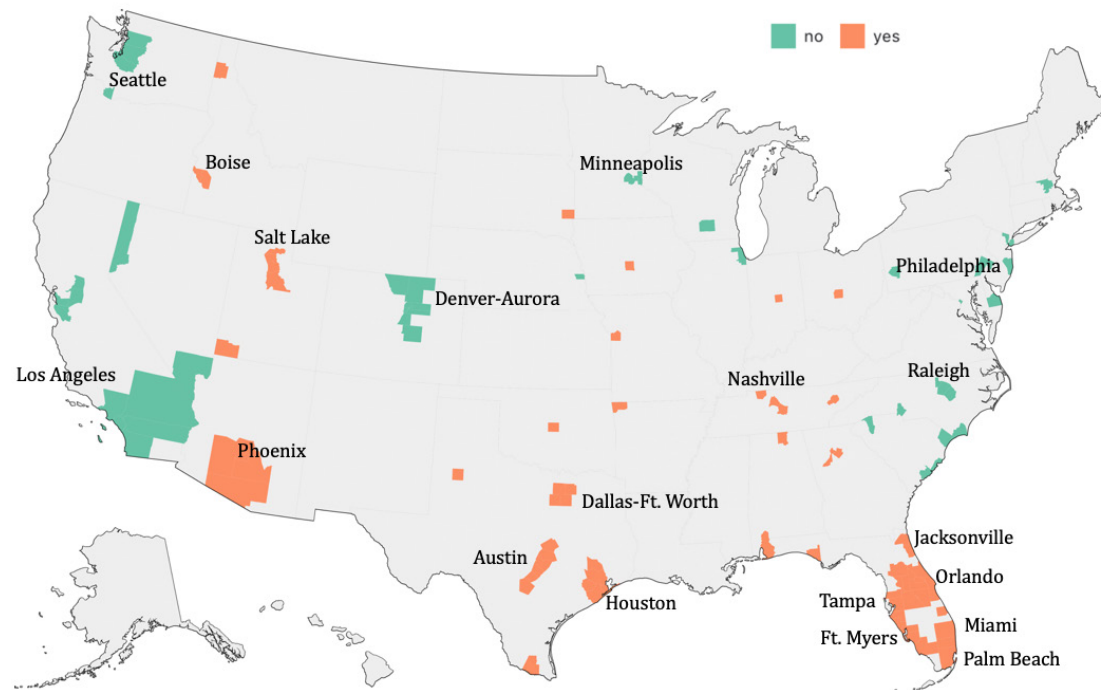 no yes
Seattle
Boise
Minneapolis
Salt Lake
Denver-Aurora
Philadelphia
Los Angeles
Nashville
Raleigh
Phoenix
Dallas-Ft. Worth
Austin
Houston
Jacksonville
Orlando
Tampa
Miami
Ft. Myers
Palm Beach